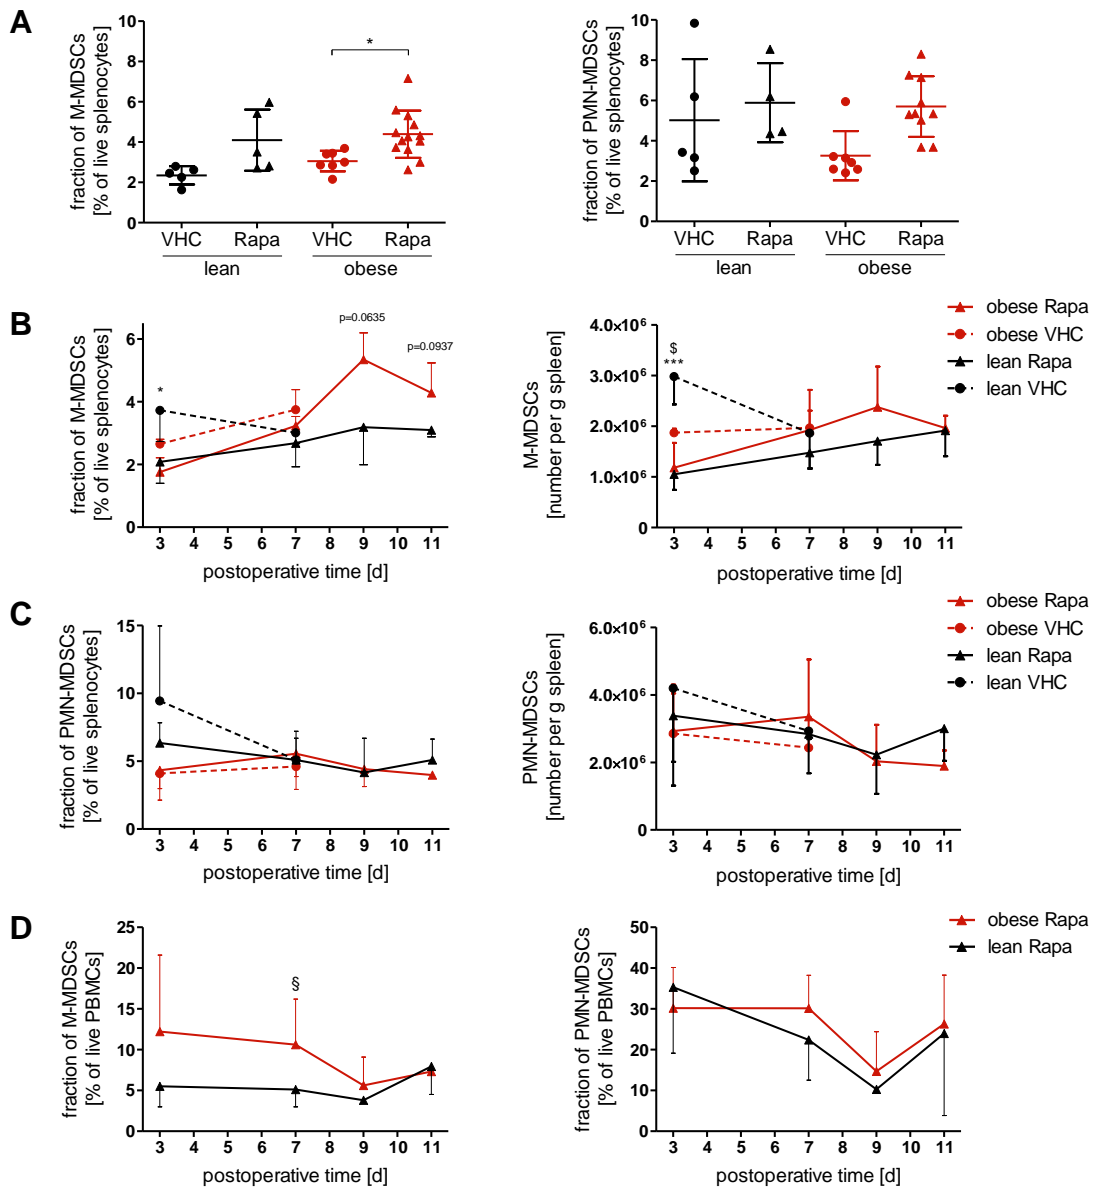 A
fraction of M-MDSCs
[% of live splenocytes]
10
8
6
4
2
0
*
VHC Rapa VHC Rapa
lean obese
fraction of PMN-MDSCs
[% of live splenocytes]
10
8
6
4
2
0
VHC Rapa VHC Rapa
lean obese
B
fraction of M-MDSCs
[% of live splenocytes]
6
4
2
0
*
p=0.0635
p=0.0937
3 4 5 6 7 8 9 10 11
postoperative time [d]
M-MDSCs
[number per g spleen]
4.0×10⁶
3.0×10⁶
2.0×10⁶
1.0×10⁶
0
$
***
3 4 5 6 7 8 9 10 11
postoperative time [d]
obese Rapa
obese VHC
lean Rapa
lean VHC
C
fraction of PMN-MDSCs
[% of live splenocytes]
15
10
5
0
3 4 5 6 7 8 9 10 11
postoperative time [d]
PMN-MDSCs
[number per g spleen]
6.0×10⁶
4.0×10⁶
2.0×10⁶
0
3 4 5 6 7 8 9 10 11
postoperative time [d]
obese Rapa
obese VHC
lean Rapa
lean VHC
D
fraction of M-MDSCs
[% of live PBMCs]
25
20
15
10
5
0
§
3 4 5 6 7 8 9 10 11
postoperative time [d]
fraction of PMN-MDSCs
[% of live PBMCs]
50
40
30
20
10
0
3 4 5 6 7 8 9 10 11
postoperative time [d]
obese Rapa
lean Rapa